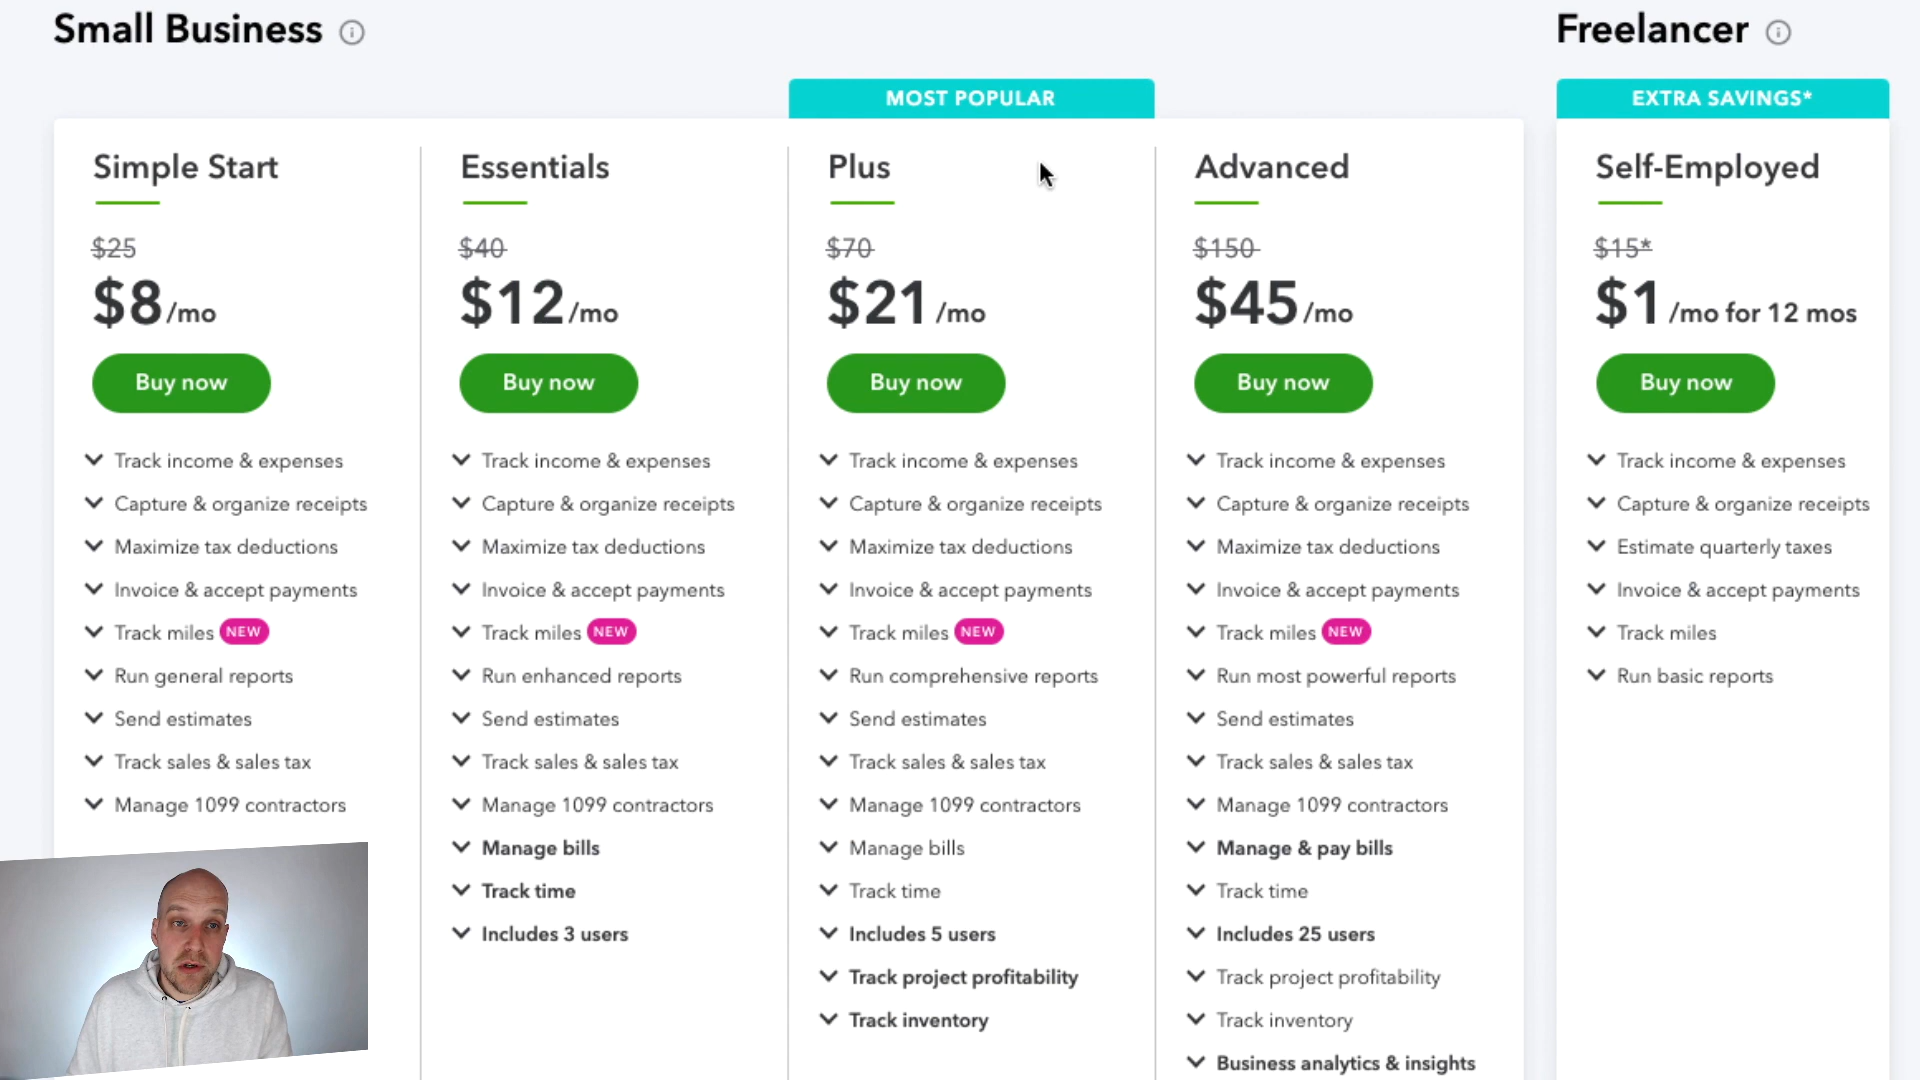 Small Business
Freelancer
MOST POPULAR
EXTRA SAVINGS*
Simple Start
$25
$8/mo
Buy now
Track income & expenses
Capture & organize receipts
Maximize tax deductions
Invoice & accept payments
Track miles NEW
Run general reports
Send estimates
Track sales & sales tax
Manage 1099 contractors
Essentials
$40
$12/mo
Buy now
Track income & expenses
Capture & organize receipts
Maximize tax deductions
Invoice & accept payments
Track miles NEW
Run enhanced reports
Send estimates
Track sales & sales tax
Manage 1099 contractors
Manage bills
Track time
Includes 3 users
Plus
$70
$21/mo
Buy now
Track income & expenses
Capture & organize receipts
Maximize tax deductions
Invoice & accept payments
Track miles NEW
Run comprehensive reports
Send estimates
Track sales & sales tax
Manage 1099 contractors
Manage bills
Track time
Includes 5 users
Track project profitability
Track inventory
Advanced
$150
$45/mo
Buy now
Track income & expenses
Capture & organize receipts
Maximize tax deductions
Invoice & accept payments
Track miles NEW
Run most powerful reports
Send estimates
Track sales & sales tax
Manage 1099 contractors
Manage & pay bills
Track time
Includes 25 users
Track project profitability
Track inventory
Business analytics & insights
Self-Employed
$15*
$1/mo for 12 mos
Buy now
Track income & expenses
Capture & organize receipts
Estimate quarterly taxes
Invoice & accept payments
Track miles
Run basic reports